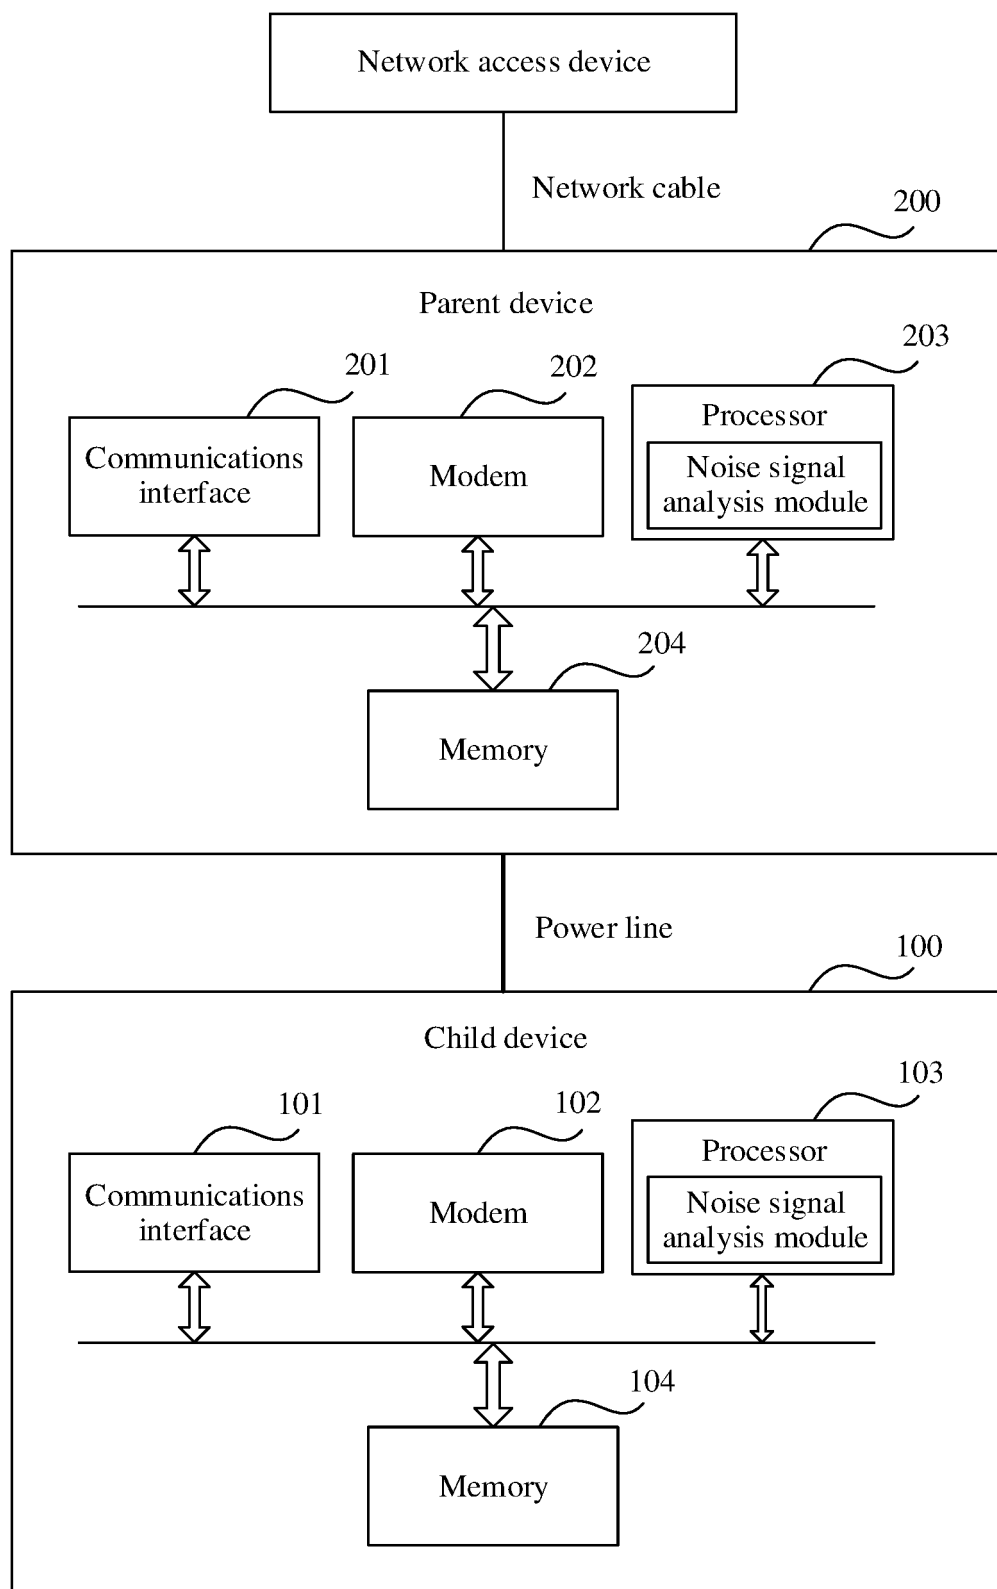 Network access device
Network cable
200
Parent device
201
202
203
Communications
interface
Modem
Processor
Noise signal
analysis module
204
Memory
Power line
100
Child device
101
102
103
Communications
interface
Modem
Processor
Noise signal
analysis module
104
Memory